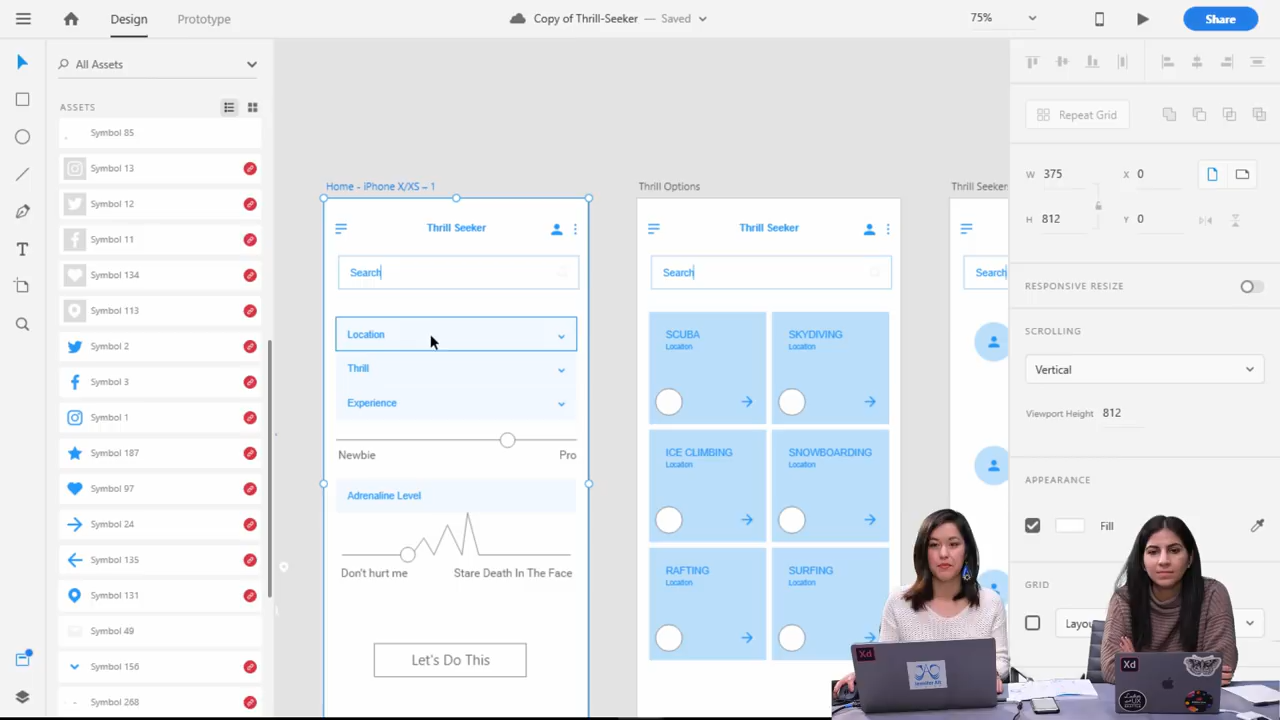 Design
Prototype
Copy of Thrill-Seeker — Saved
75%
Share
All Assets
ASSETS
Symbol 85
Symbol 13
Symbol 12
Symbol 11
Symbol 134
Symbol 113
Symbol 2
Symbol 3
Symbol 1
Symbol 187
Symbol 97
Symbol 24
Symbol 135
Symbol 131
Symbol 49
Symbol 156
Symbol 268
Home - iPhone X/XS – 1
Thrill Seeker
Search
Location
Thrill
Experience
Newbie
Pro
Adrenaline Level
Don't hurt me
Stare Death In The Face
Let's Do This
Thrill Options
Thrill Seeker
Search
SCUBA
Location
SKYDIVING
Location
ICE CLIMBING
Location
SNOWBOARDING
Location
RAFTING
Location
SURFING
Location
Thrill Seekers
Search
Repeat Grid
W 375
X 0
H 812
Y 0
RESPONSIVE RESIZE
SCROLLING
Vertical
Viewport Height 812
APPEARANCE
Fill
GRID
Layou
Xd
Xd